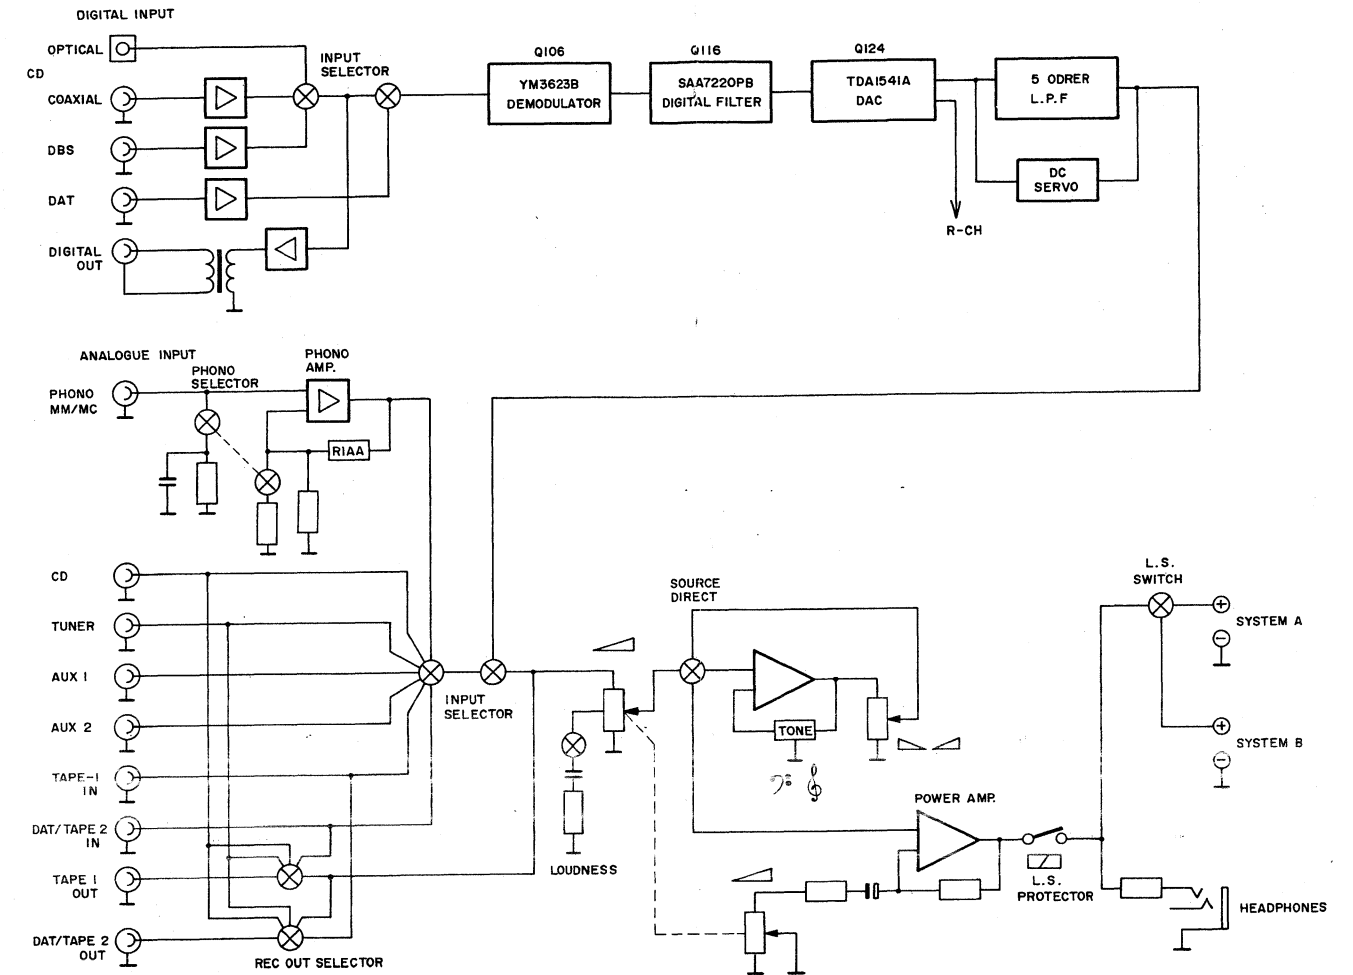 DIGITAL INPUT
OPTICAL
CD
COAXIAL
DBS
DAT
DIGITAL
OUT
INPUT
SELECTOR
Q106
YM3623B
DEMODULATOR
Q116
SAA7220PB
DIGITAL FILTER
Q124
TDA1541A
DAC
5 ODRER
L.P.F
DC
SERVO
R-CH
ANALOGUE INPUT
PHONO
SELECTOR
PHONO
AMP.
PHONO
MM/MC
RIAA
CD
TUNER
AUX 1
AUX 2
TAPE-1
IN
DAT/TAPE 2
IN
TAPE 1
OUT
DAT/TAPE 2
OUT
REC OUT SELECTOR
INPUT
SELECTOR
LOUDNESS
SOURCE
DIRECT
TONE
POWER AMP.
L.S.
PROTECTOR
L.S.
SWITCH
SYSTEM A
SYSTEM B
HEADPHONES